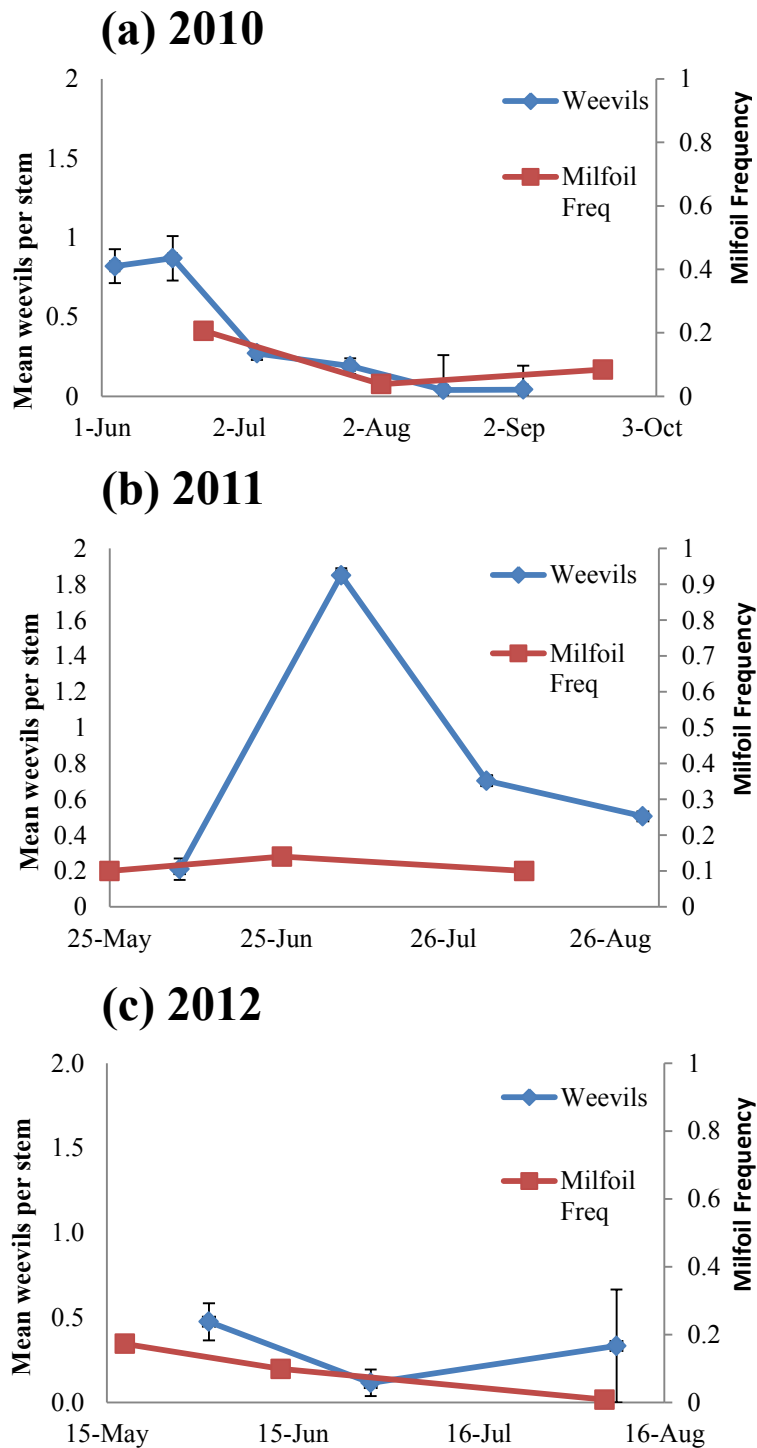 (a) 2010
2
1.5
1
0.5
0
Mean weevils per stem
1
0.8
0.6
0.4
0.2
0
Milfoil Frequency
Weevils
Milfoil
Freq
1-Jun
2-Jul
2-Aug
2-Sep
3-Oct
(b) 2011
2
1.8
1.6
1.4
1.2
1
0.8
0.6
0.4
0.2
0
Mean weevils per stem
1
0.9
0.8
0.7
0.6
0.5
0.4
0.3
0.2
0.1
0
Milfoil Frequency
Weevils
Milfoil
Freq
25-May
25-Jun
26-Jul
26-Aug
(c) 2012
2.0
1.5
1.0
0.5
0.0
Mean weevils per stem
1
0.8
0.6
0.4
0.2
0
Milfoil Frequency
Weevils
Milfoil
Freq
15-May
15-Jun
16-Jul
16-Aug